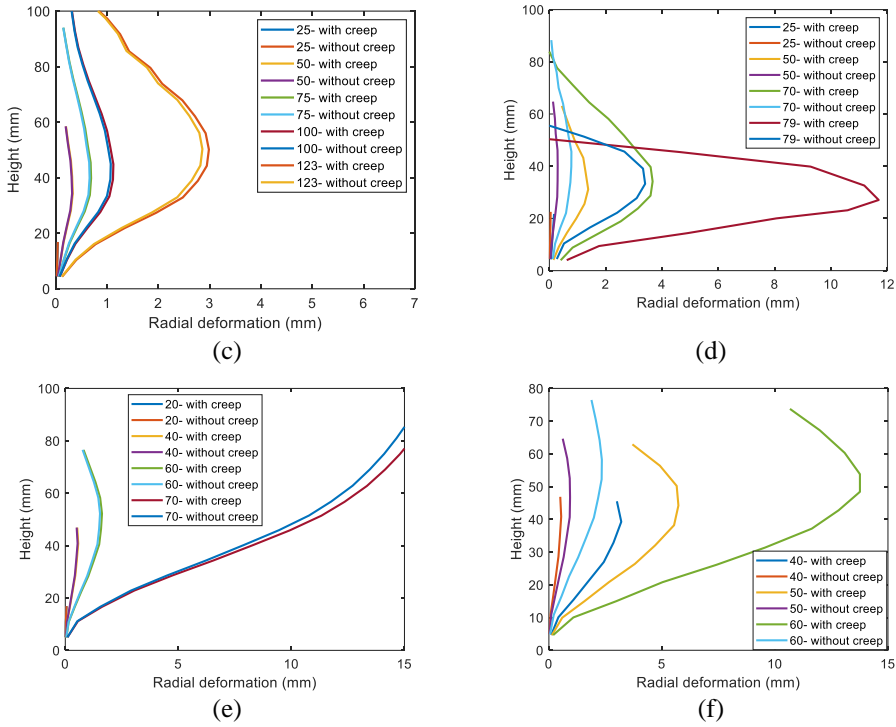 100
80
60
40
20
0
0 1 2 3 4 5 6 7
Height (mm)
Radial deformation (mm)
25- with creep
25- without creep
50- with creep
50- without creep
75- with creep
75- without creep
100- with creep
100- without creep
123- with creep
123- without creep
(c)
80
70
60
50
40
30
20
10
0
0 2 4 6 8 10 12
Height (mm)
Radial deformation (mm)
25- with creep
25- without creep
50- with creep
50- without creep
70- with creep
70- without creep
79- with creep
79- without creep
(d)
100
80
60
40
20
0
0 5 10 15
Height (mm)
Radial deformation (mm)
20- with creep
20- without creep
40- with creep
40- without creep
60- with creep
60- without creep
70- with creep
70- without creep
(e)
80
70
60
50
40
30
20
10
0
0 5 10 15
Height (mm)
Radial deformation (mm)
40- with creep
40- without creep
50- with creep
50- without creep
60- with creep
60- without creep
(f)